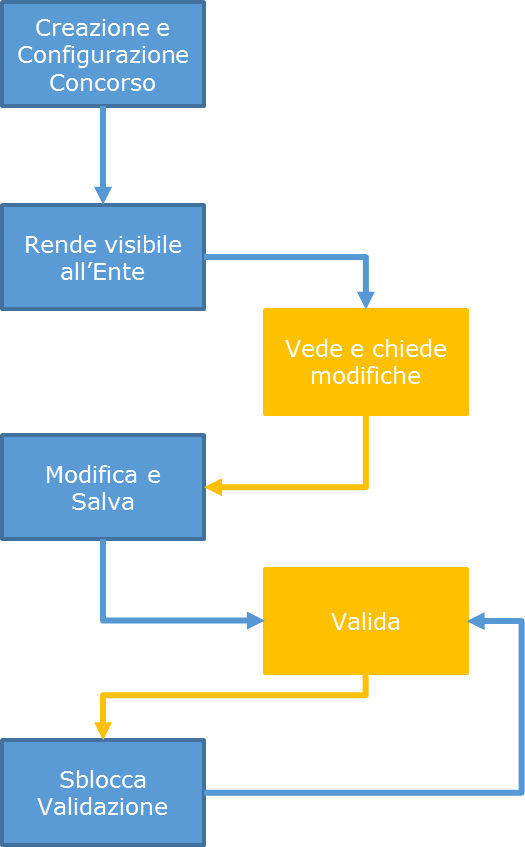 Creazione e
Configurazione
Concorso
Rende visibile
all’Ente
Vede e chiede
modifiche
Modifica e
Salva
Valida
Sblocca
Validazione